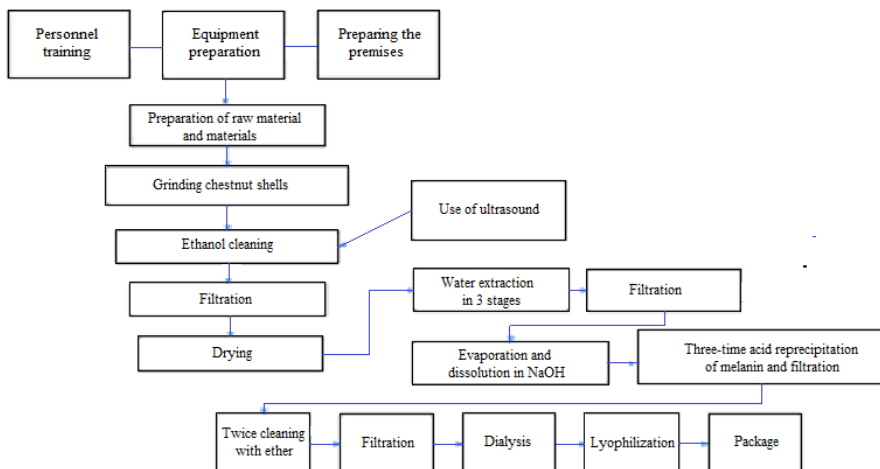 Personnel
training
Equipment
preparation
Preparing the
premises
Preparation of raw material
and materials
Grinding chestnut shells
Use of ultrasound
Ethanol cleaning
Water extraction
in 3 stages
Filtration
Filtration
Drying
Evaporation and
dissolution in NaOH
Three-time acid reprecipitation
of melanin and filtration
Twice cleaning
with ether
Filtration
Dialysis
Lyophilization
Package